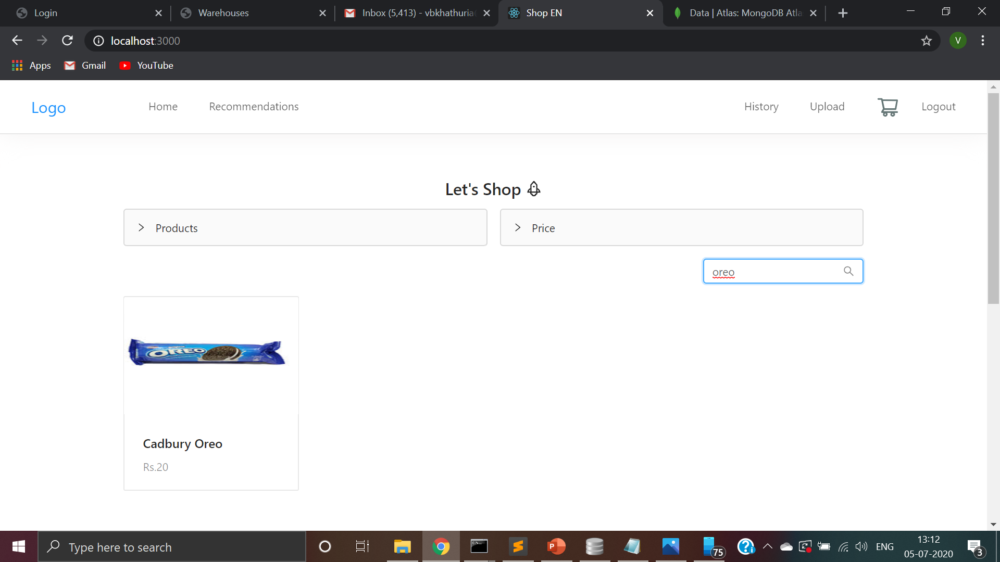 Login
Warehouses
Inbox (5,413) - vbkhathuria
Shop EN
Data | Atlas: MongoDB Atla
localhost:3000
V
Apps
Gmail
YouTube
Logo
Home
Recommendations
History
Upload
Logout
Let's Shop
Products
Price
oreo
OREO
Cadbury Oreo
Rs.20
Type here to search
75
ENG
13:12
05-07-2020
3